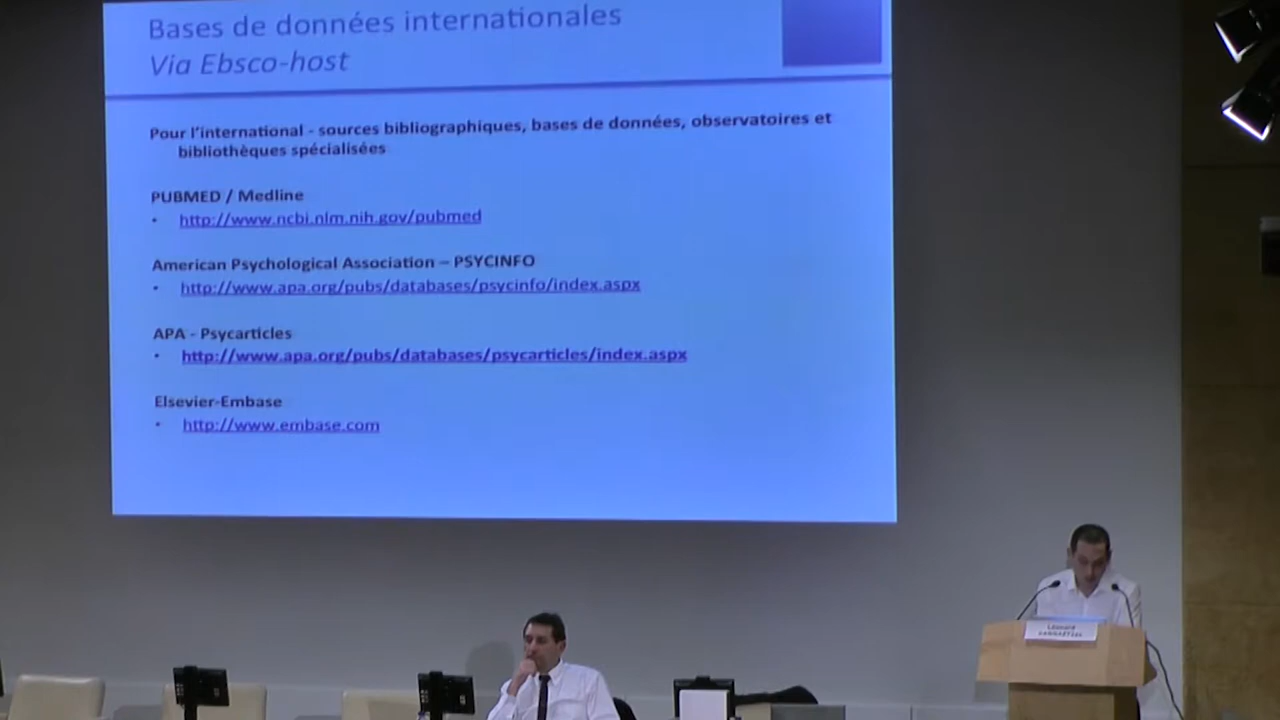 Bases de données internationales
Via Ebsco-host
Pour l'international - sources bibliographiques, bases de données, observatoires et
bibliothèques spécialisées
PUBMED / Medline
• http://www.ncbi.nlm.nih.gov/pubmed
American Psychological Association – PSYCINFO
• http://www.apa.org/pubs/databases/psycinfo/index.aspx
APA - Psycarticles
• http://www.apa.org/pubs/databases/psycarticles/index.aspx
Elsevier-Embase
• http://www.embase.com